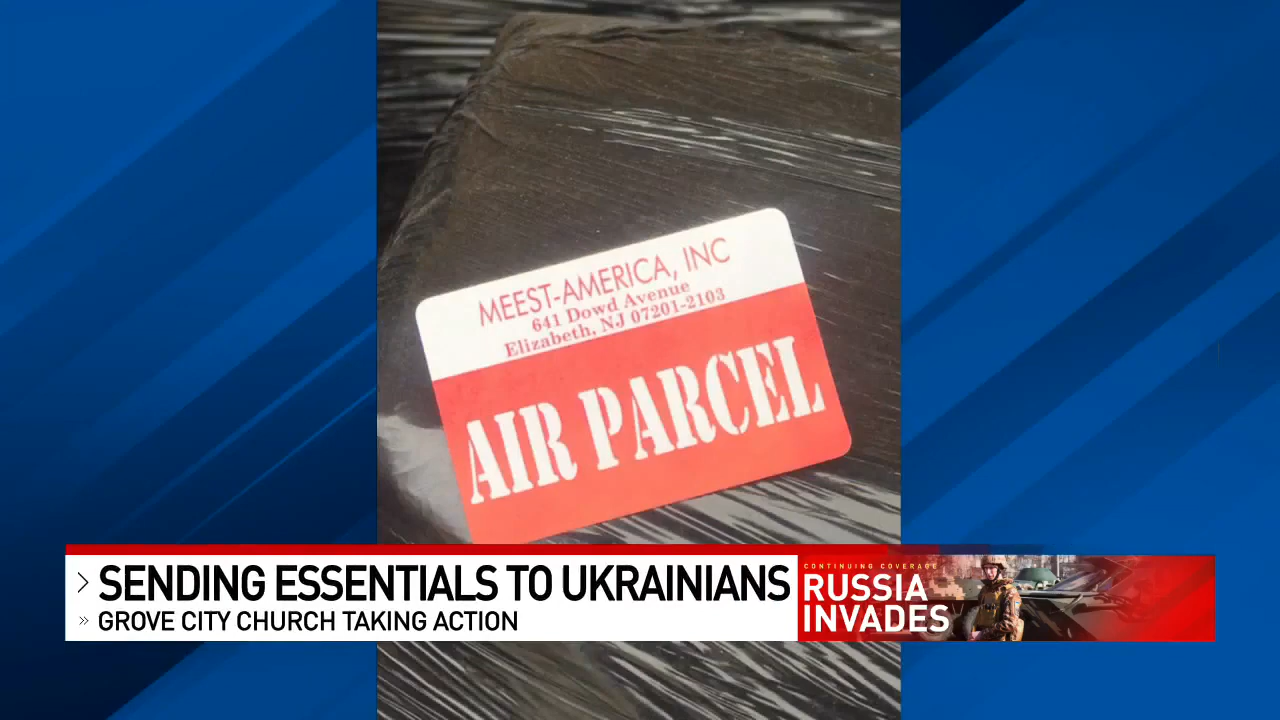 MEEST-AMERICA, INC
641 Dowd Avenue
Elizabeth, NJ 07201-2103
AIR PARCEL
SENDING ESSENTIALS TO UKRAINIANS
GROVE CITY CHURCH TAKING ACTION
CONTINUING COVERAGE
RUSSIA
INVADES